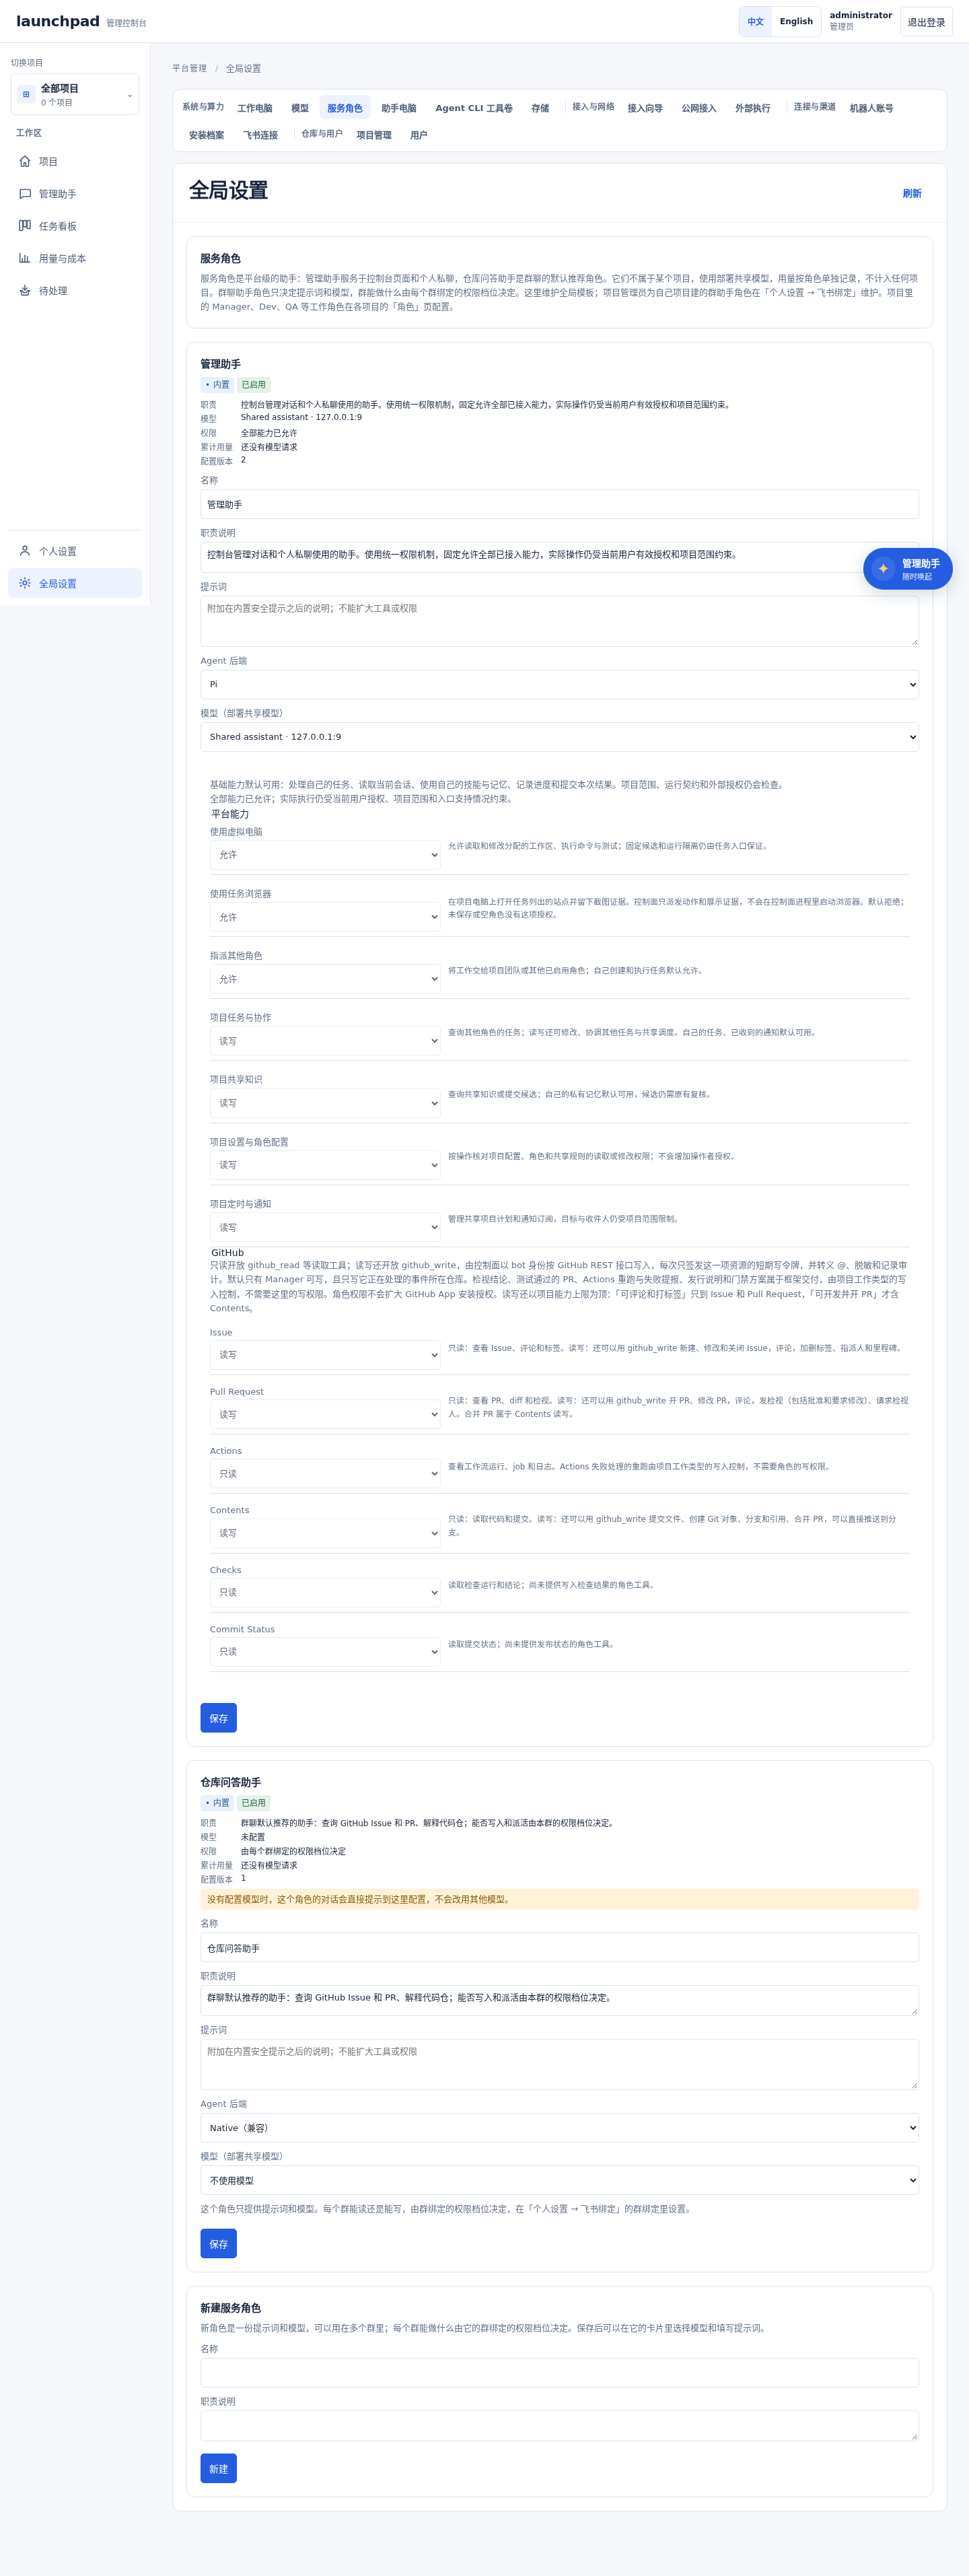 launchpad 管理控制台
中文 English
administrator
管理员
退出登录
切换项目
全部项目
0 个项目
工作区
项目
管理助手
任务看板
用量与成本
待处理
个人设置
全局设置
平台管理 / 全局设置
系统与算力 工作电脑 模型 服务角色 助手电脑 Agent CLI 工具卷 存储 接入与网络 接入向导 公网接入 外部执行 连接与渠道 机器人账号
安装档案 飞书连接 仓库与用户 项目管理 用户
全局设置
刷新
服务角色
服务角色是平台级的助手：管理助手服务于控制台页面和个人私聊，仓库问答助手是群聊的默认推荐角色。它们不属于某个项目，使用部署共享模型，用量按角色单独记录，不计入任何项
目。群聊助手角色只决定提示词和模型，群能做什么由每个群绑定的权限档位决定。这里维护全局模板；项目管理员为自己项目建的群助手角色在「个人设置 → 飞书绑定」维护。项目里
的 Manager、Dev、QA 等工作角色在各项目的「角色」页配置。
管理助手
• 内置 已启用
职责 控制台管理对话和个人私聊使用的助手。使用统一权限机制，固定允许全部已接入能力，实际操作仍受当前用户有效授权和项目范围约束。
模型 Shared assistant · 127.0.0.1:9
权限 全部能力已允许
累计用量 还没有模型请求
配置版本 2
名称
管理助手
职责说明
控制台管理对话和个人私聊使用的助手。使用统一权限机制，固定允许全部已接入能力，实际操作仍受当前用户有效授权和项目范围约束。
管理助手
随时唤起
提示词
附加在内置安全提示之后的说明；不能扩大工具或权限
Agent 后端
Pi
模型（部署共享模型）
Shared assistant · 127.0.0.1:9
基础能力默认可用：处理自己的任务、读取当前会话、使用自己的技能与记忆、记录进度和提交本次结果。项目范围、运行契约和外部授权仍会检查。
全部能力已允许；实际执行仍受当前用户授权、项目范围和入口支持情况约束。
平台能力
使用虚拟电脑
允许
允许读取和修改分配的工作区、执行命令与测试；固定候选和运行隔离仍由任务入口保证。
使用任务浏览器
允许
在项目电脑上打开任务列出的站点并留下截图证据。控制面只派发动作和展示证据，不会在控制面进程里启动浏览器。默认拒绝；
未保存或空角色没有这项授权。
指派其他角色
允许
将工作交给项目团队或其他已启用角色；自己创建和执行任务默认允许。
项目任务与协作
读写
查询其他角色的任务；读写还可修改、协调其他任务与共享调度。自己的任务、已收到的通知默认可用。
项目共享知识
读写
查询共享知识或提交候选；自己的私有记忆默认可用，候选仍需原有复核。
项目设置与角色配置
读写
按操作核对项目配置、角色和共享规则的读取或修改权限；不会增加操作者授权。
项目定时与通知
读写
管理共享项目计划和通知订阅，目标与收件人仍受项目范围限制。
GitHub
只读开放 github_read 等读取工具；读写还开放 github_write，由控制面以 bot 身份按 GitHub REST 接口写入，每次只签发这一项资源的短期写令牌，并转义 @、脱敏和记录审
计。默认只有 Manager 可写，且只写它正在处理的事件所在仓库。检视结论、测试通过的 PR、Actions 重跑与失败提报、发行说明和门禁方案属于框架交付，由项目工作类型的写
入控制，不需要这里的写权限。角色权限不会扩大 GitHub App 安装授权。读写还以项目能力上限为顶：「可评论和打标签」只到 Issue 和 Pull Request，「可开发并开 PR」才含
Contents。
Issue
读写
只读：查看 Issue、评论和标签。读写：还可以用 github_write 新建、修改和关闭 Issue，评论，加删标签、指派人和里程碑。
Pull Request
读写
只读：查看 PR、diff 和检视。读写：还可以用 github_write 开 PR、修改 PR，评论，发检视（包括批准和要求修改）、请求检视
人。合并 PR 属于 Contents 读写。
Actions
只读
查看工作流运行、job 和日志。Actions 失败处理的重跑由项目工作类型的写入控制，不需要角色的写权限。
Contents
读写
只读：读取代码和提交。读写：还可以用 github_write 提交文件、创建 Git 对象、分支和引用、合并 PR，可以直接推送到分
支。
Checks
只读
读取检查运行和结论；尚未提供写入检查结果的角色工具。
Commit Status
只读
读取提交状态；尚未提供发布状态的角色工具。
保存
仓库问答助手
• 内置 已启用
职责 群聊默认推荐的助手：查询 GitHub Issue 和 PR、解释代码仓；能否写入和派活由本群的权限档位决定。
模型 未配置
权限 由每个群绑定的权限档位决定
累计用量 还没有模型请求
配置版本 1
没有配置模型时，这个角色的对话会直接提示到这里配置，不会改用其他模型。
名称
仓库问答助手
职责说明
群聊默认推荐的助手：查询 GitHub Issue 和 PR、解释代码仓；能否写入和派活由本群的权限档位决定。
提示词
附加在内置安全提示之后的说明；不能扩大工具或权限
Agent 后端
Native（兼容）
模型（部署共享模型）
不使用模型
这个角色只提供提示词和模型。每个群能读还是能写，由群绑定的权限档位决定，在「个人设置 → 飞书绑定」的群绑定里设置。
保存
新建服务角色
新角色是一份提示词和模型，可以用在多个群里；每个群能做什么由它的群绑定的权限档位决定。保存后可以在它的卡片里选择模型和填写提示词。
名称
职责说明
新建